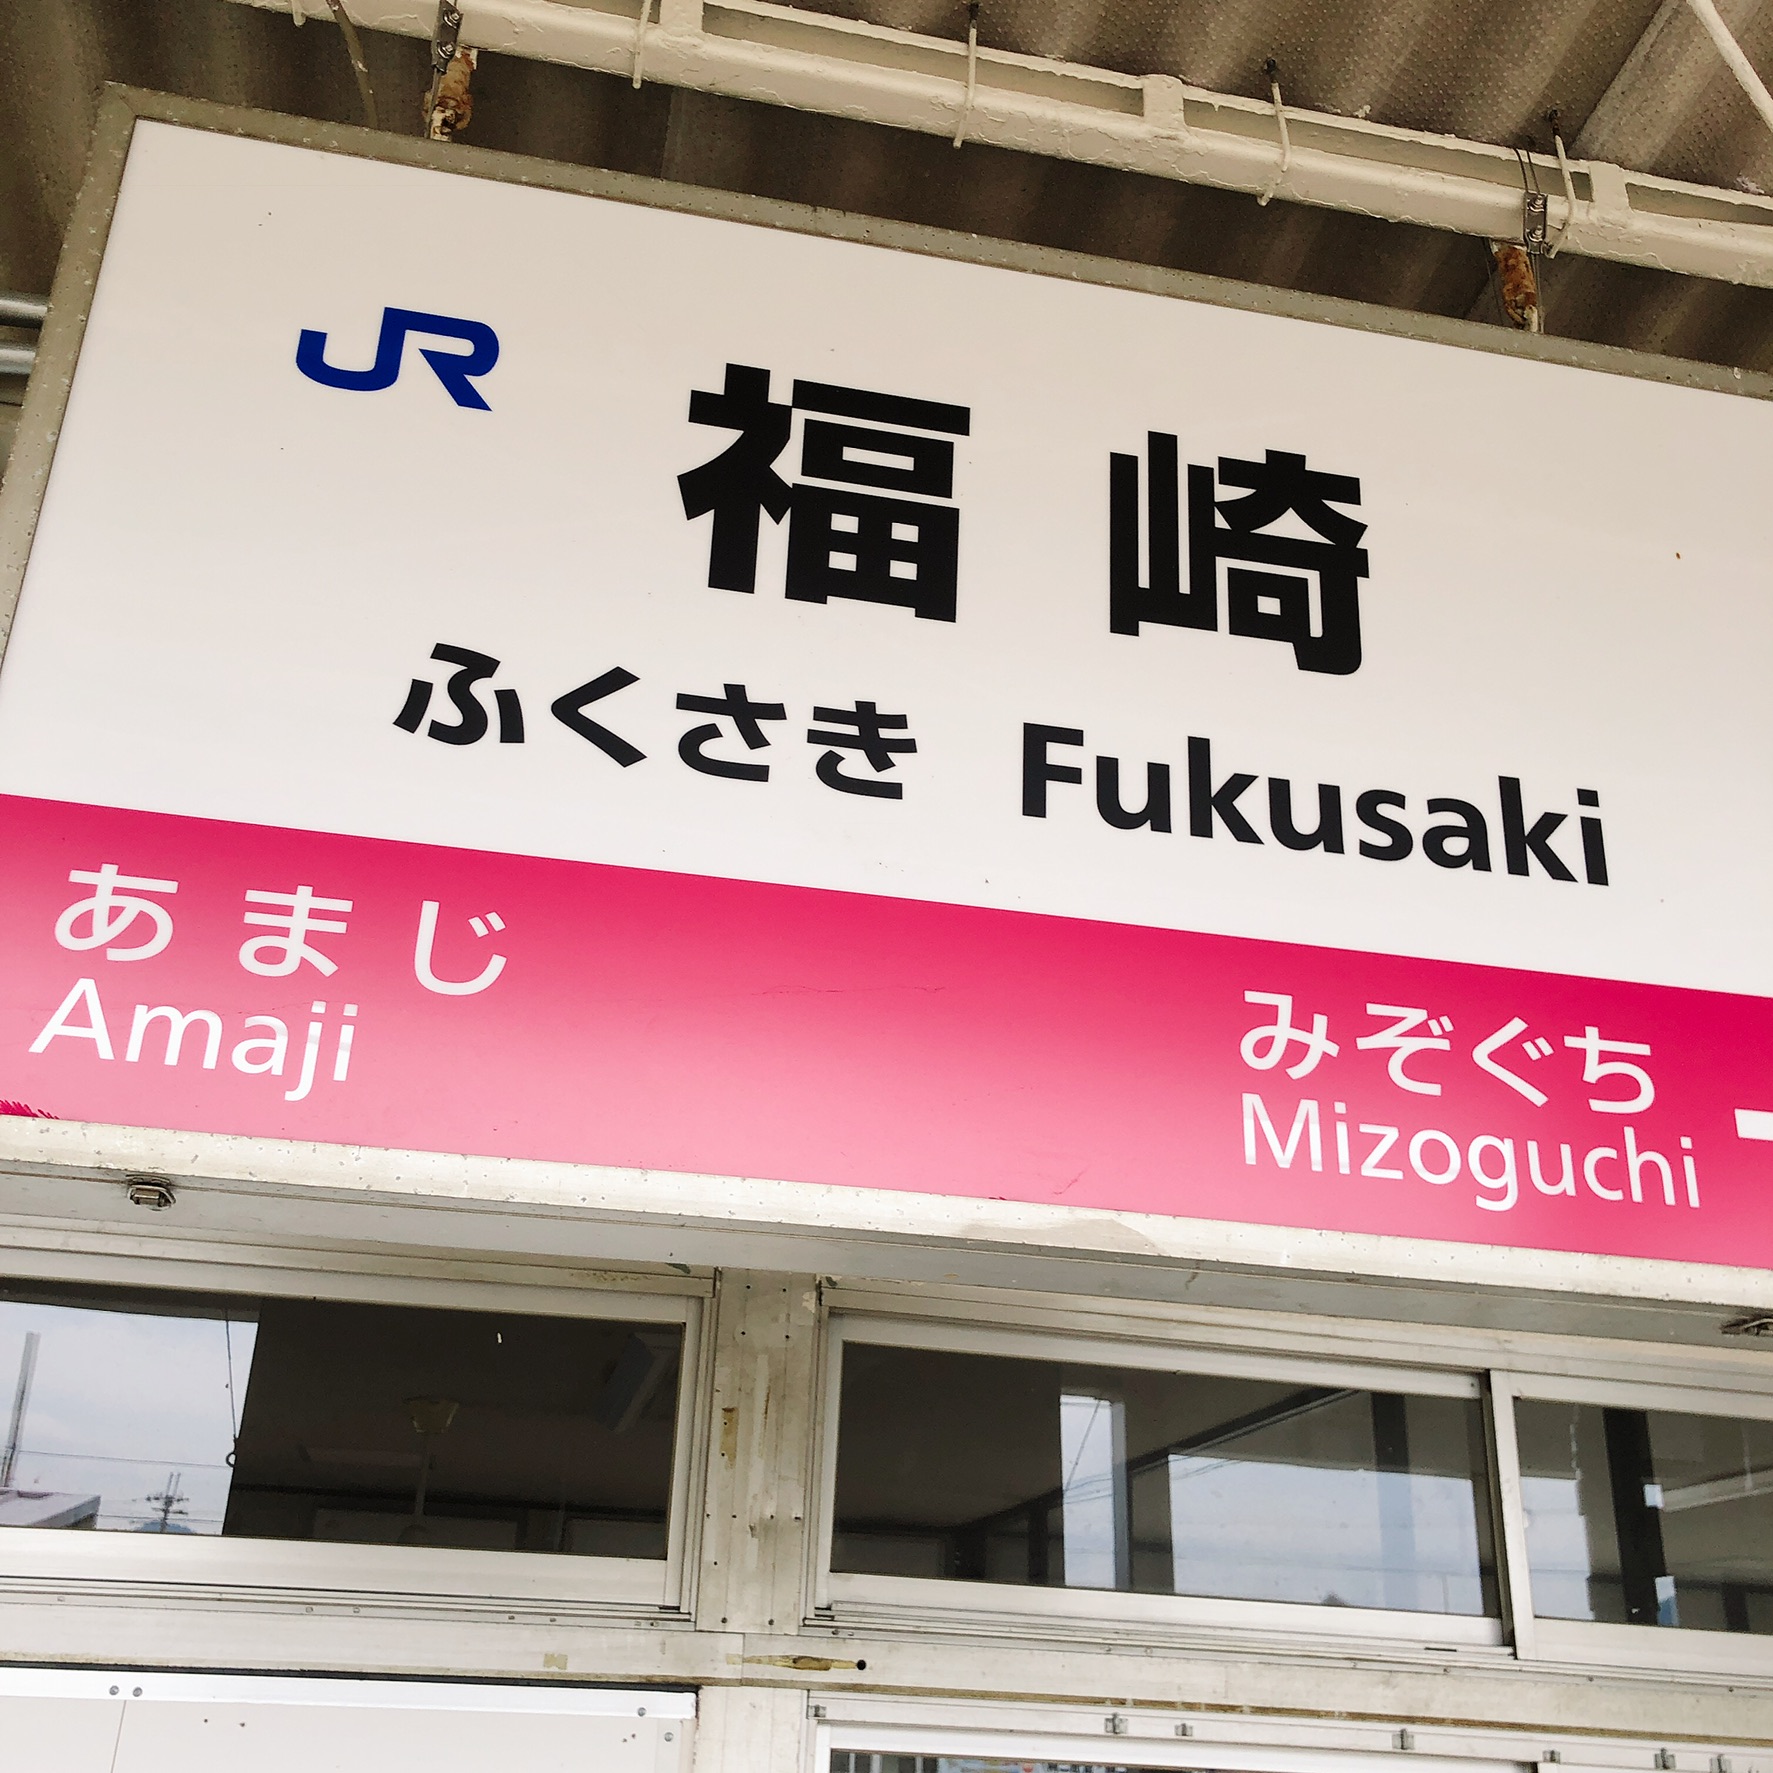 JR
福崎
ふくさき Fukusaki
あまじ
Amaji
みぞぐち
Mizoguchi